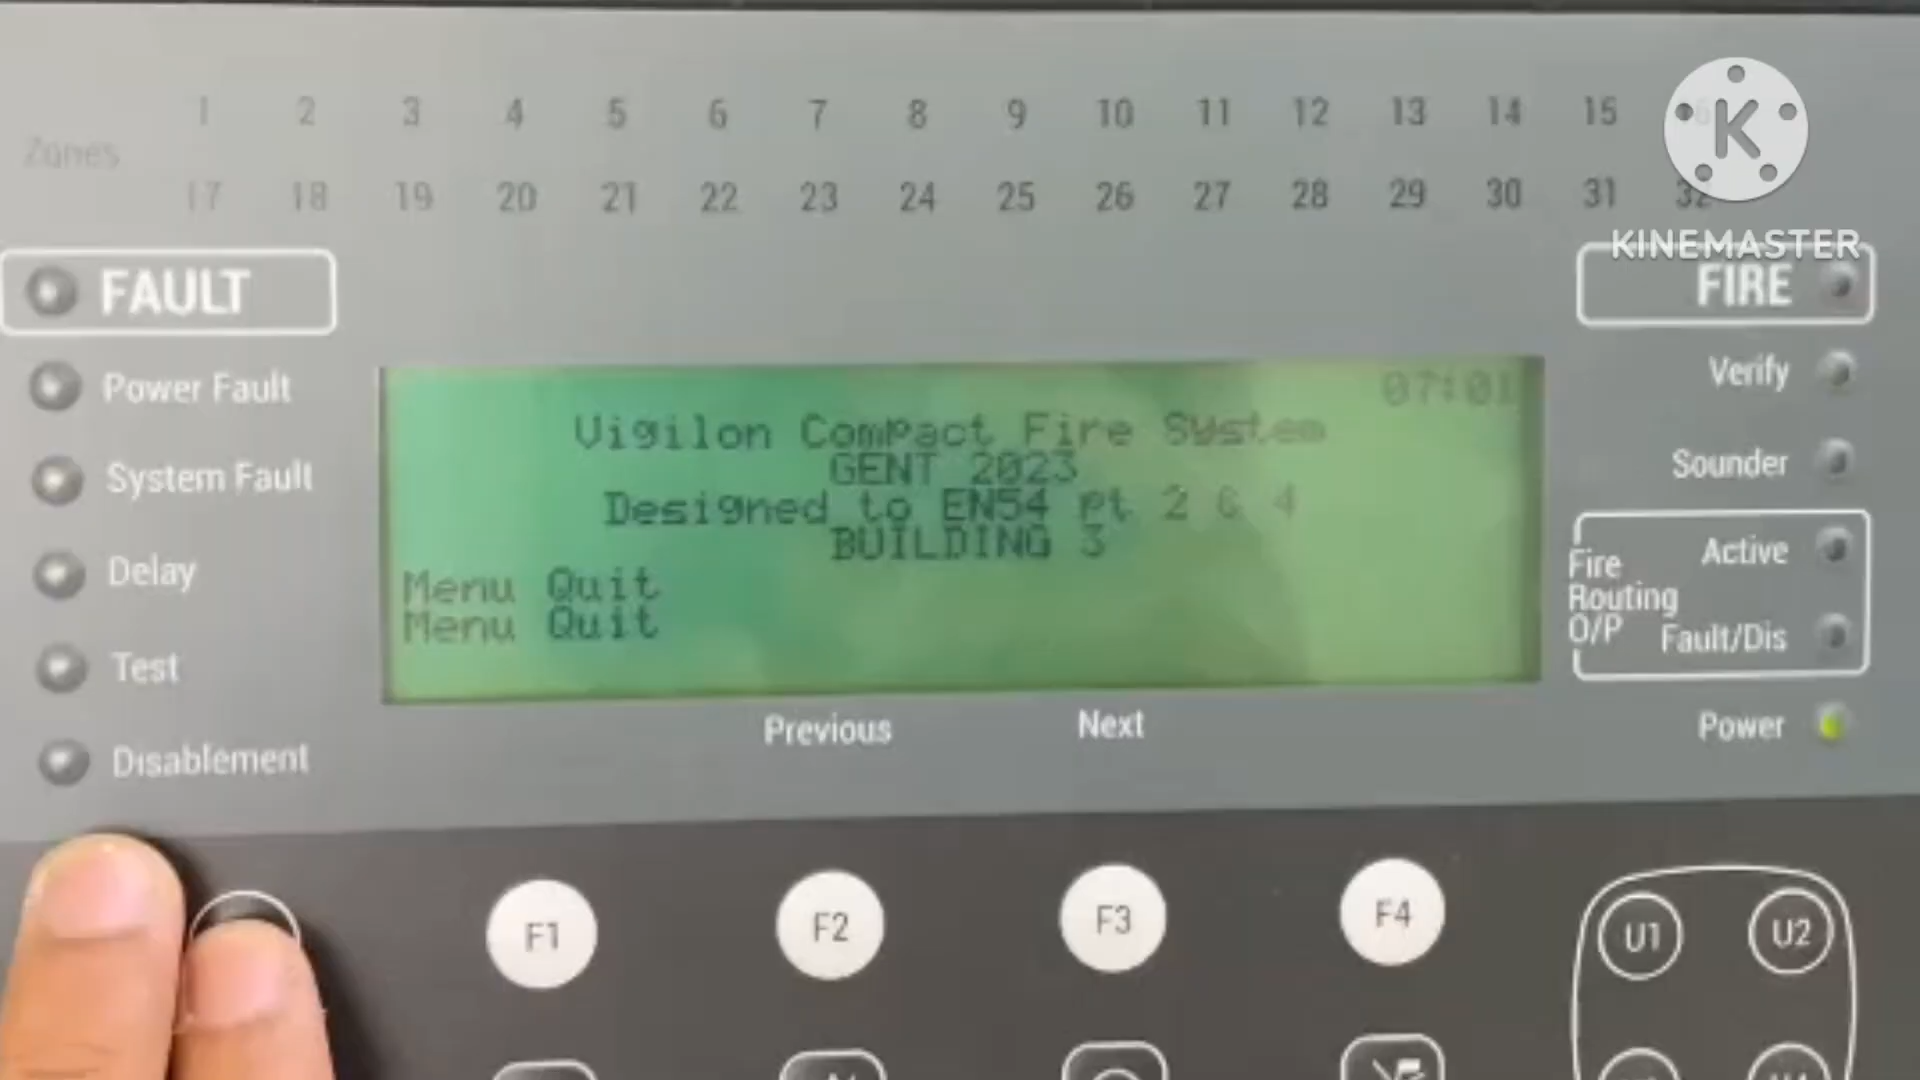 1 2 3 4 5 6 7 8 9 10 11 12 13 14 15
Zones
17 18 19 20 21 22 23 24 25 26 27 28 29 30 31 32
K
KINEMASTER
FAULT
FIRE
Power Fault
Verify
System Fault
Sounder
Delay
Active
Fire
Routing
O/P
Fault/Dis
Test
Disablement
Power
07:01
Vigilon Compact Fire System
GENT 2023
Designed to EN54 pt 2 & 4
BUILDING 3
Menu Quit
Menu Quit
Previous Next
F1 F2 F3 F4 U1 U2